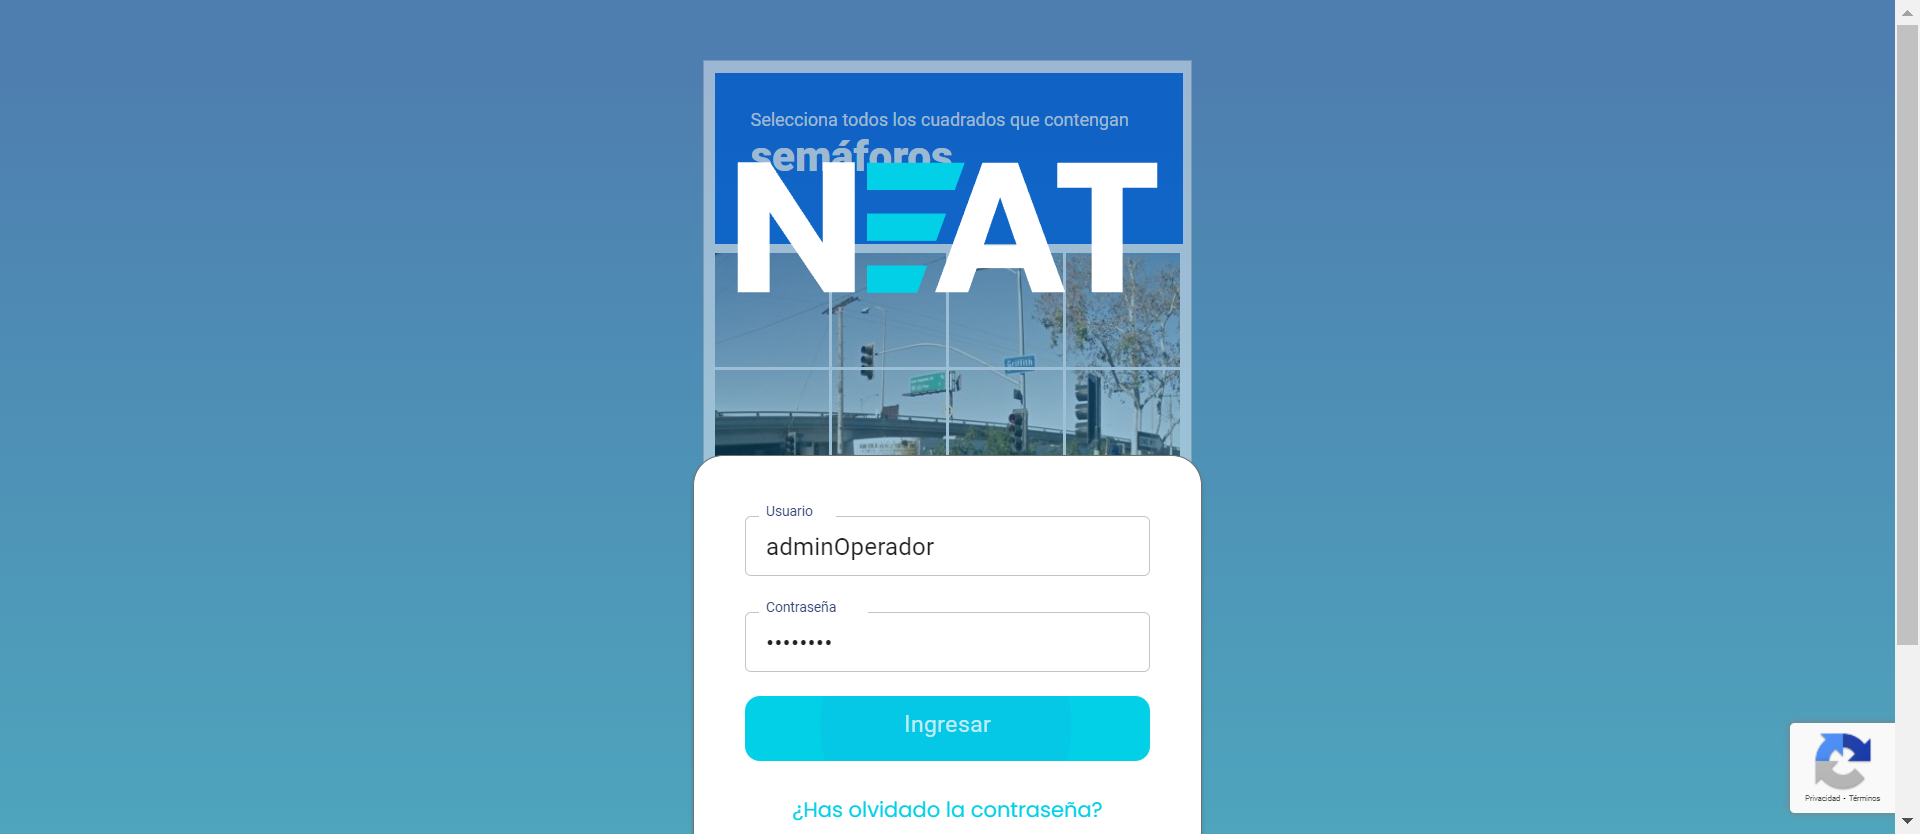 Selecciona todos los cuadrados que contengan
semáforos
NEAT
Griffith
Usuario
adminOperador
Contraseña
••••••••
Ingresar
¿Has olvidado la contraseña?
Privacidad - Términos